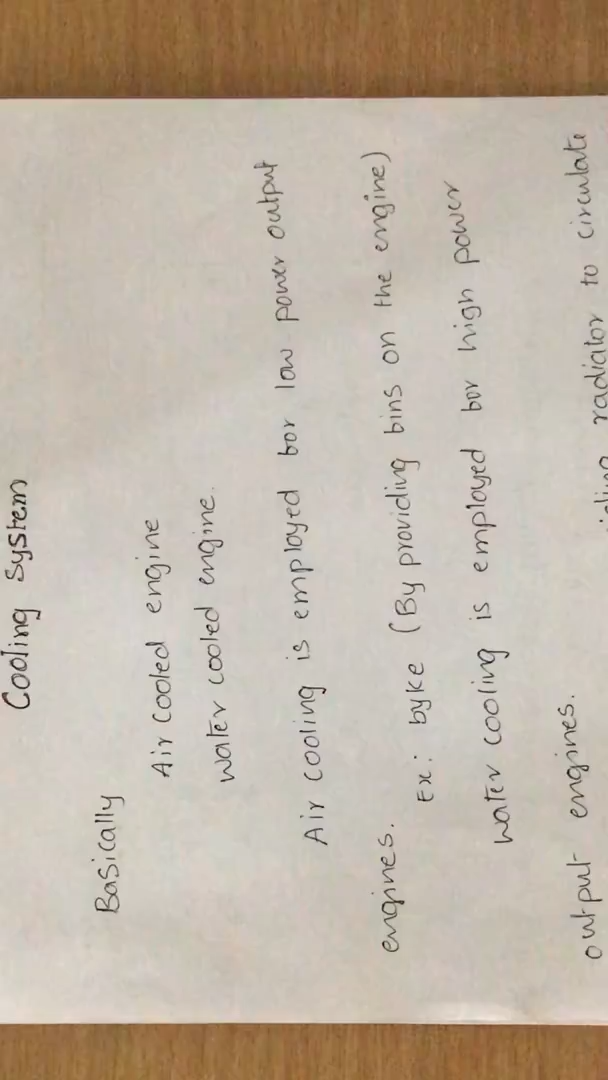 Cooling System
Basically
Air cooled engine
water cooled engine.
Air cooling is employed bor low power output
engines.
Ex: byke (By providing bins on the engine)
water cooling is employed bor high power
output engines.
radiator to circulate